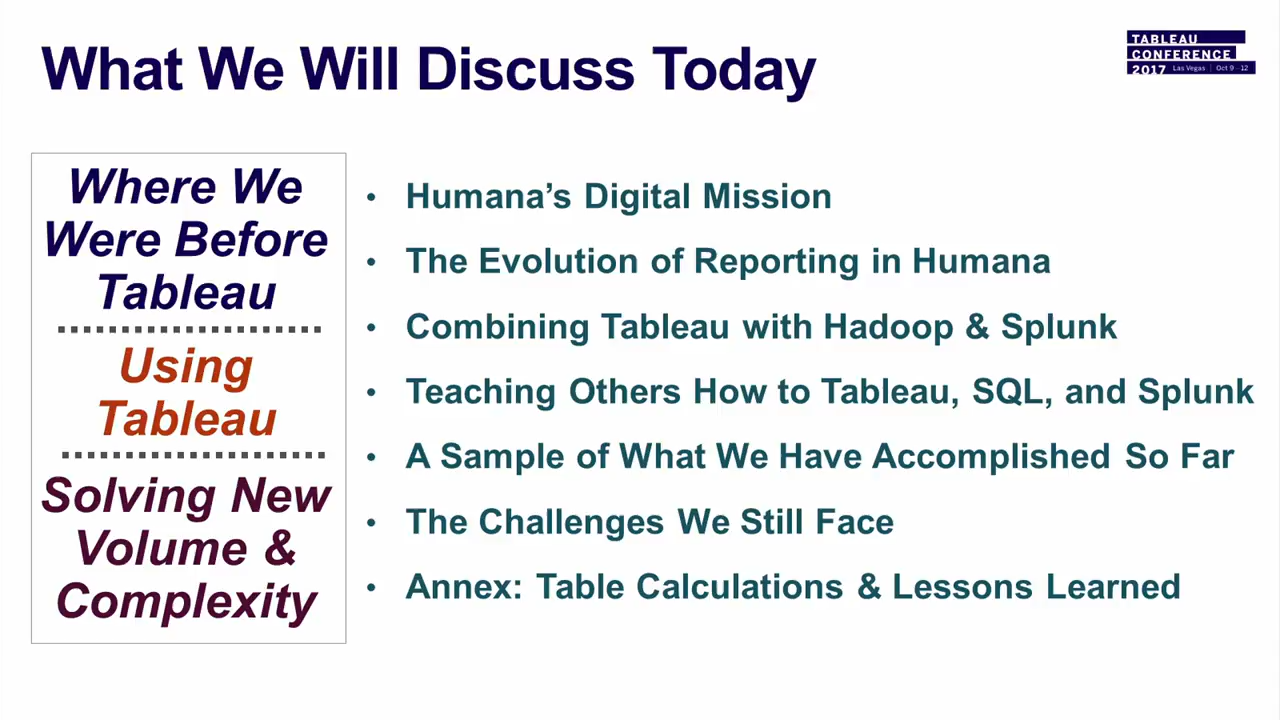 What We Will Discuss Today
TABLEAU
CONFERENCE
2017 Las Vegas | Oct 9 - 12
Where We
Were Before
Tableau
Using
Tableau
Solving New
Volume &
Complexity
• Humana’s Digital Mission
• The Evolution of Reporting in Humana
• Combining Tableau with Hadoop & Splunk
• Teaching Others How to Tableau, SQL, and Splunk
• A Sample of What We Have Accomplished So Far
• The Challenges We Still Face
• Annex: Table Calculations & Lessons Learned